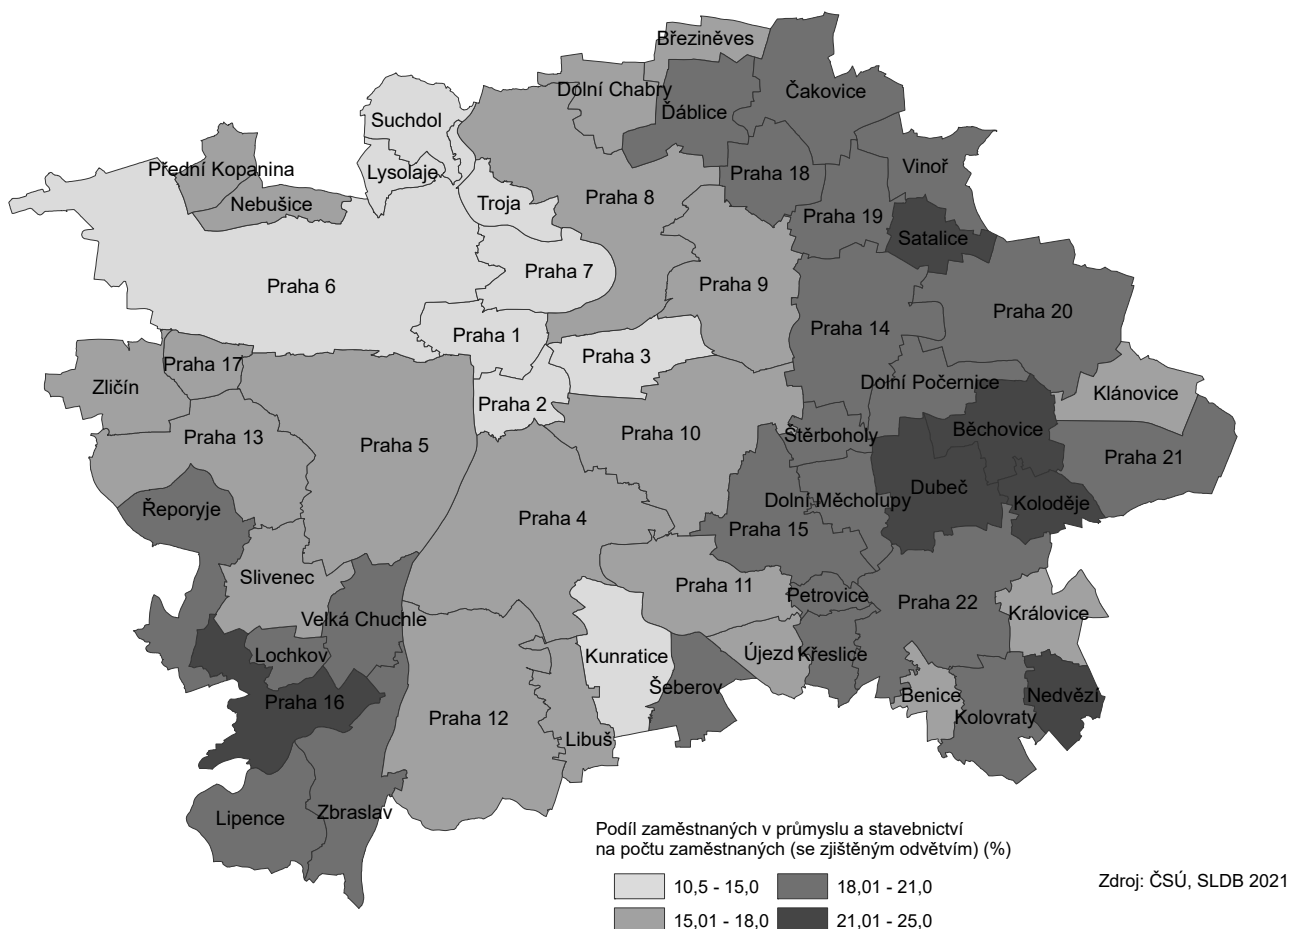 Březiněves
Dolní Chabry
Čakovice
Ďáblice
Suchdol
Přední Kopanina
Lysolaje
Praha 18
Vinoř
Nebušice
Troja
Praha 8
Praha 19
Satalice
Praha 6
Praha 7
Praha 9
Praha 20
Praha 1
Praha 14
Praha 17
Praha 3
Zličín
Dolní Počernice
Klánovice
Praha 2
Praha 13
Praha 5
Praha 10
Štěrboholy
Běchovice
Praha 21
Řeporyje
Dubeč
Dolní Měcholupy
Koloděje
Praha 4
Praha 15
Slivenec
Praha 11
Petrovice
Praha 22
Královice
Velká Chuchle
Lochkov
Kunratice
Újezd
Křeslice
Šeberov
Benice
Nedvězí
Praha 16
Praha 12
Kolovraty
Libuš
Lipence
Zbraslav
Podíl zaměstnaných v průmyslu a stavebnictví
na počtu zaměstnaných (se zjištěným odvětvím) (%)
10,5 - 15,0
18,01 - 21,0
15,01 - 18,0
21,01 - 25,0
Zdroj: ČSÚ, SLDB 2021